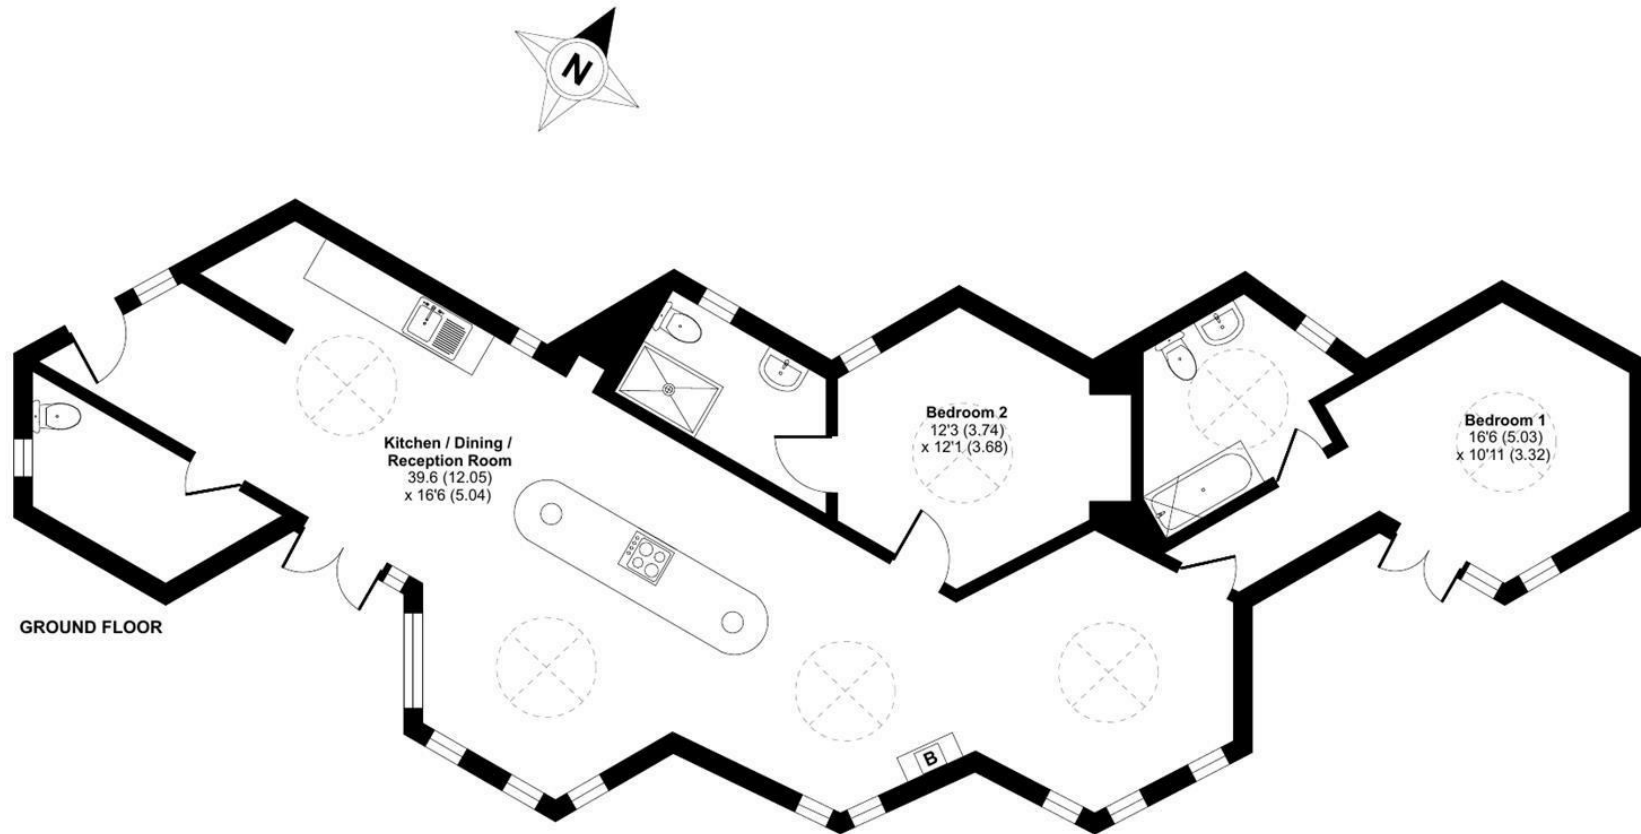 N
Kitchen / Dining /
Reception Room
39.6 (12.05)
x 16'6 (5.04)
Bedroom 2
12'3 (3.74)
x 12'1 (3.68)
Bedroom 1
16'6 (5.03)
x 10'11 (3.32)
GROUND FLOOR
B